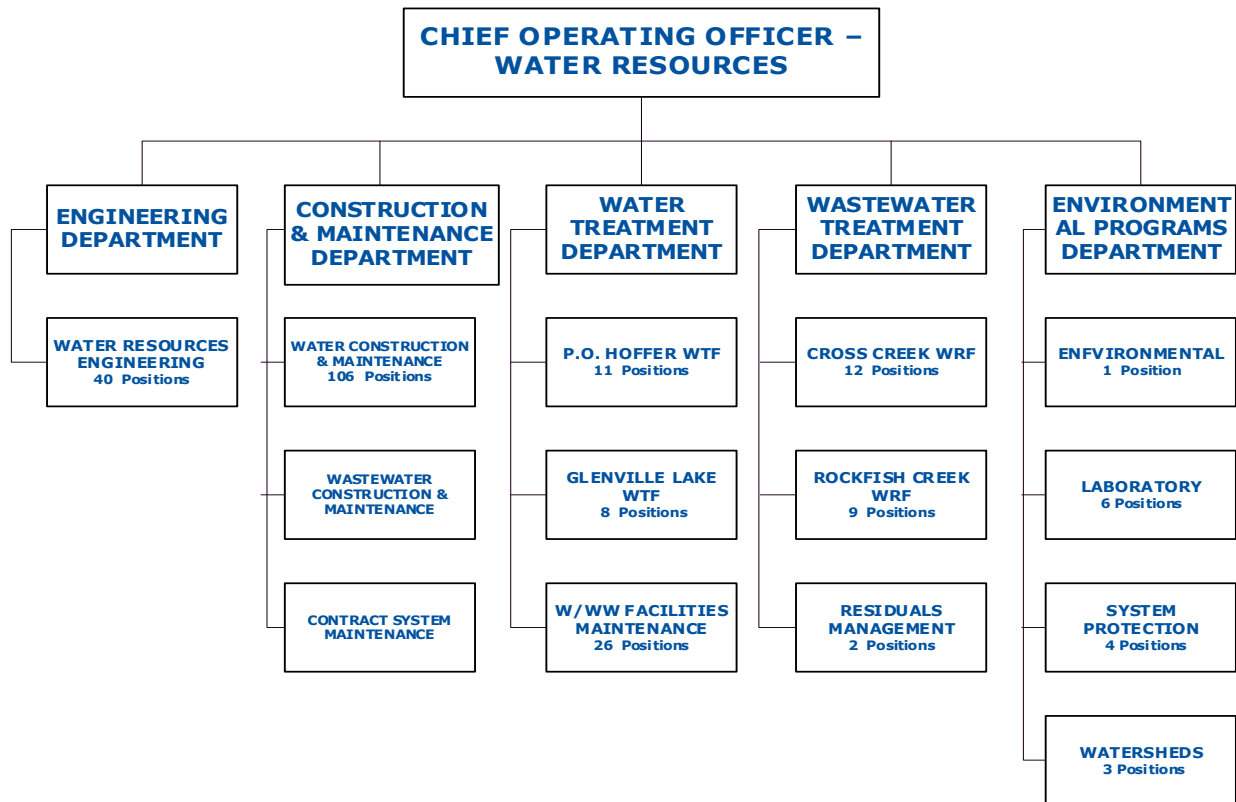 CHIEF OPERATING OFFICER –
WATER RESOURCES
ENGINEERING
DEPARTMENT
WATER RESOURCES
ENGINEERING
40 Positions
CONSTRUCTION
& MAINTENANCE
DEPARTMENT
WATER CONSTRUCTION
& MAINTENANCE
106 Positions
WASTEWATER
CONSTRUCTION &
MAINTENANCE
CONTRACT SYSTEM
MAINTENANCE
WATER
TREATMENT
DEPARTMENT
P.O. HOFFER WTF
11 Positions
GLENVILLE LAKE
WTF
8 Positions
W/WW FACILITIES
MAINTENANCE
26 Positions
WASTEWATER
TREATMENT
DEPARTMENT
CROSS CREEK WRF
12 Positions
ROCKFISH CREEK
WRF
9 Positions
RESIDUALS
MANAGEMENT
2 Positions
ENVIRONMENT
AL PROGRAMS
DEPARTMENT
ENFVIRONMENTAL
1 Position
LABORATORY
6 Positions
SYSTEM
PROTECTION
4 Positions
WATERSHEDS
3 Positions